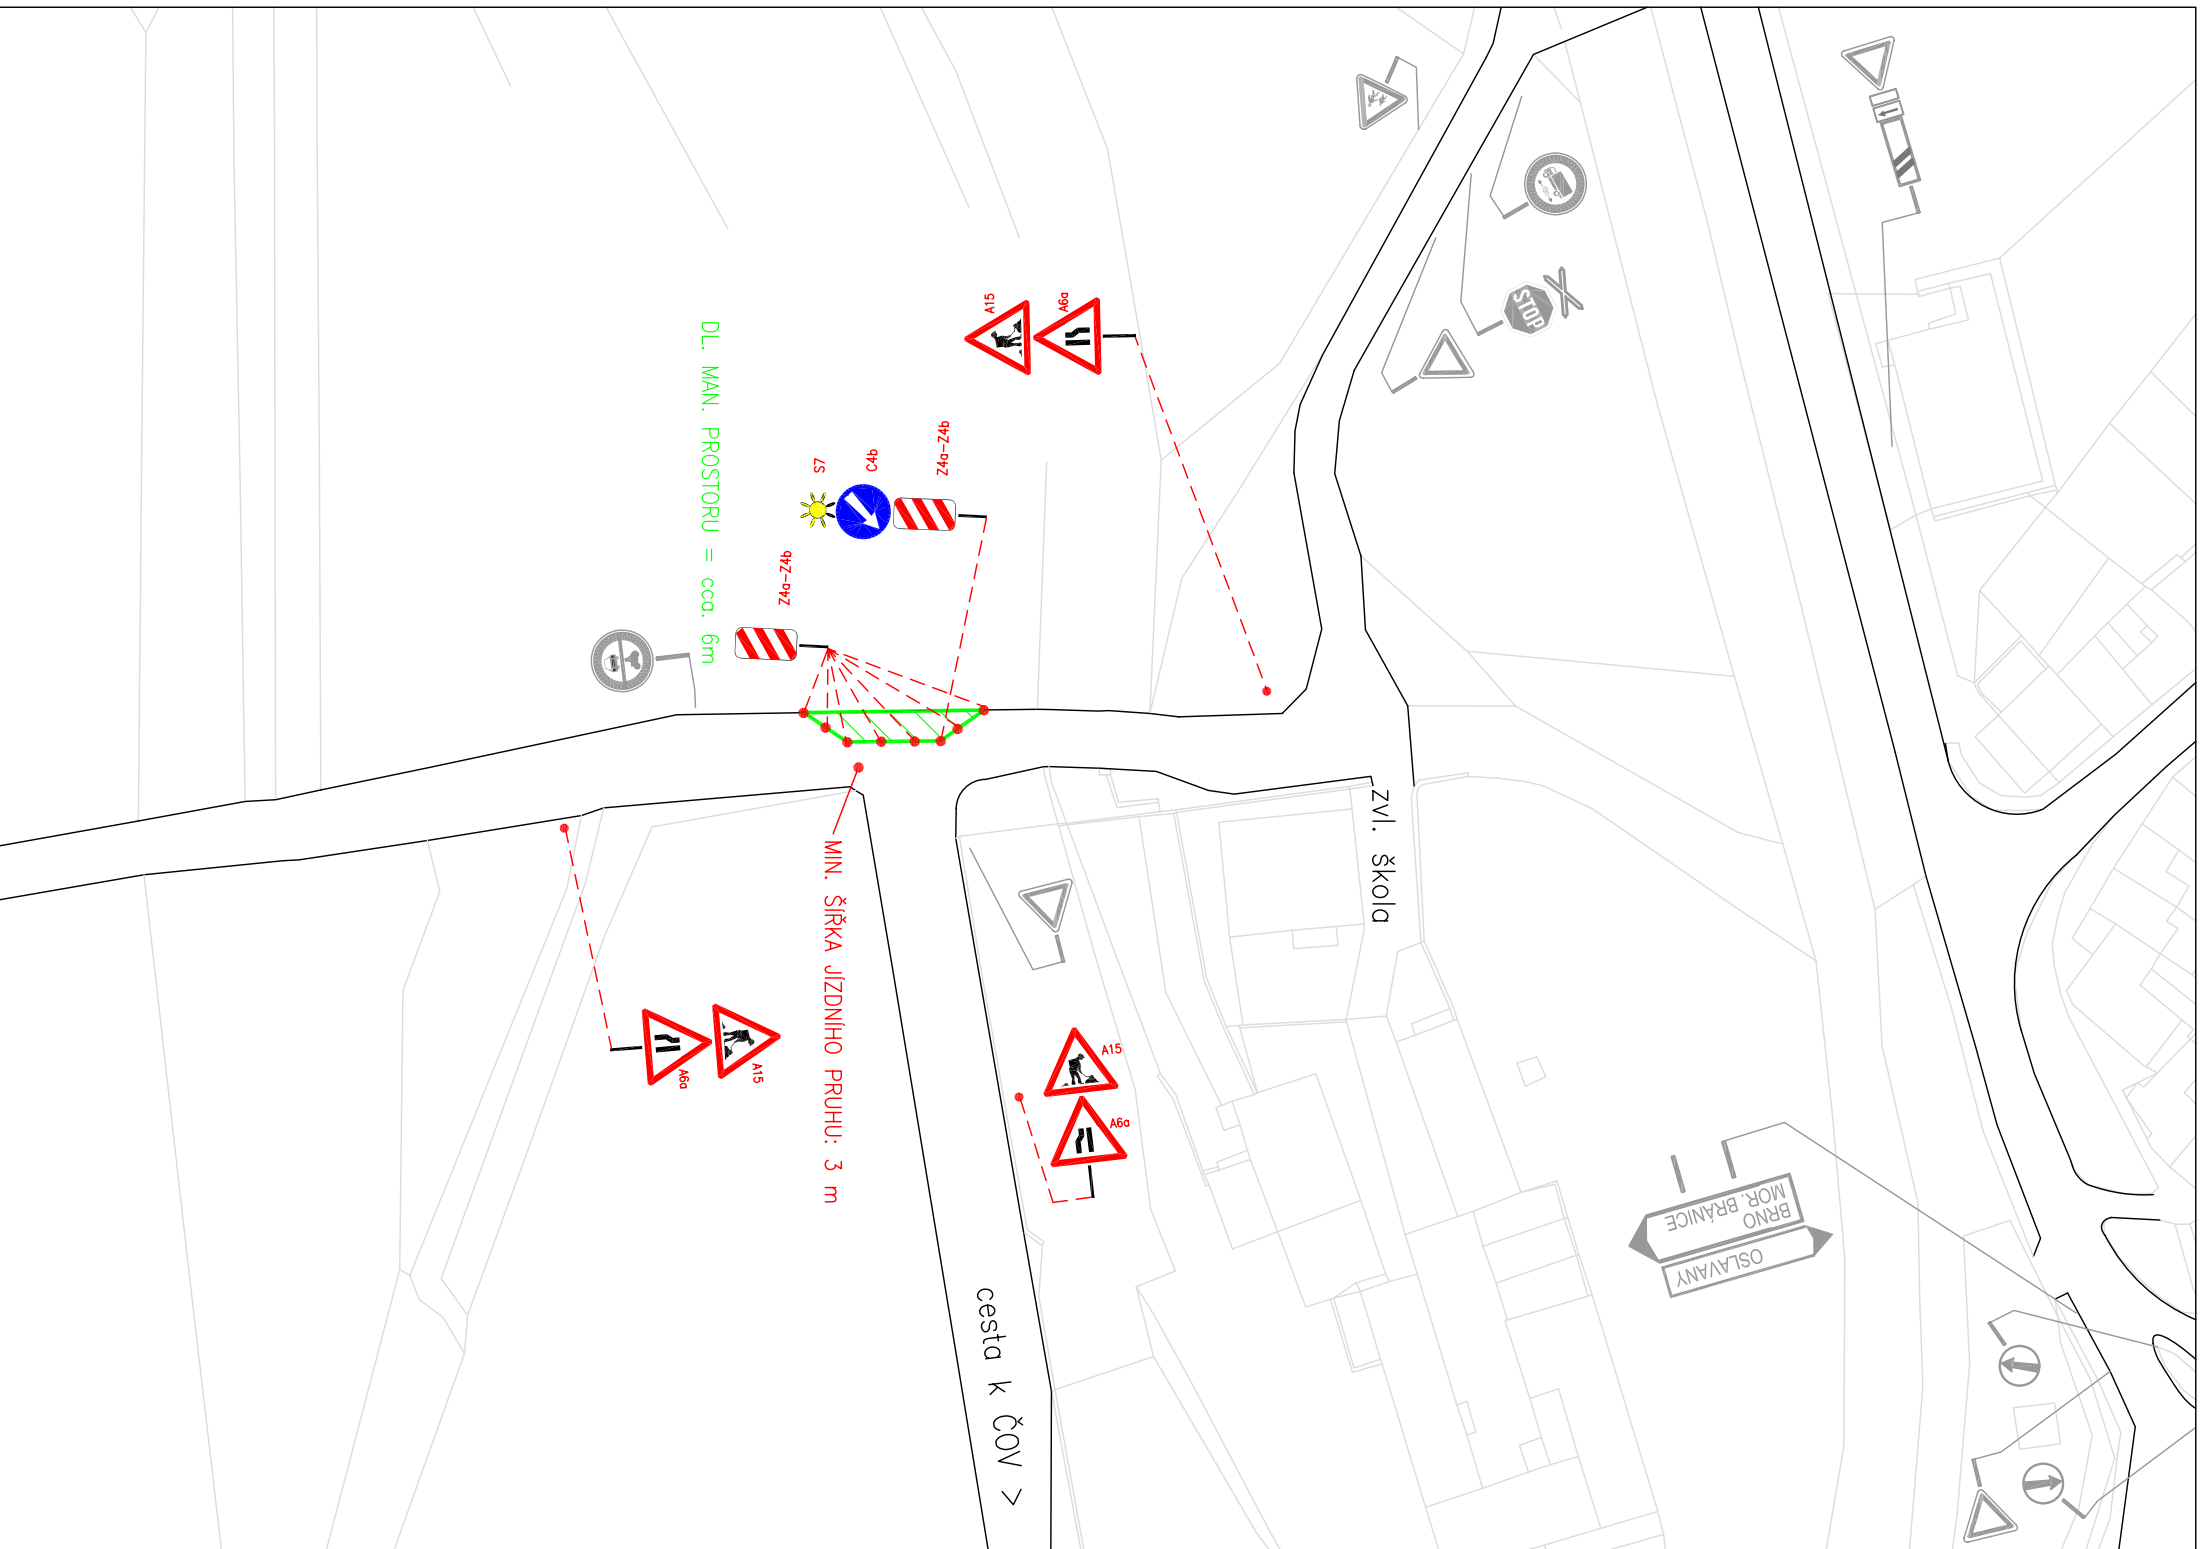 A15
A6a
DL. MAN. PROSTORU = cca. 6m
S7
C4b
Z4a-Z4b
Z4a-Z4b
STOP
zvl. škola
MIN. ŠÍŘKA JÍZDNÍHO PRUHU: 3 m
A6a
A15
A15
A6a
cesta k ČOV >
BRNO
MOR. BRÁNICE
OSLAVANY